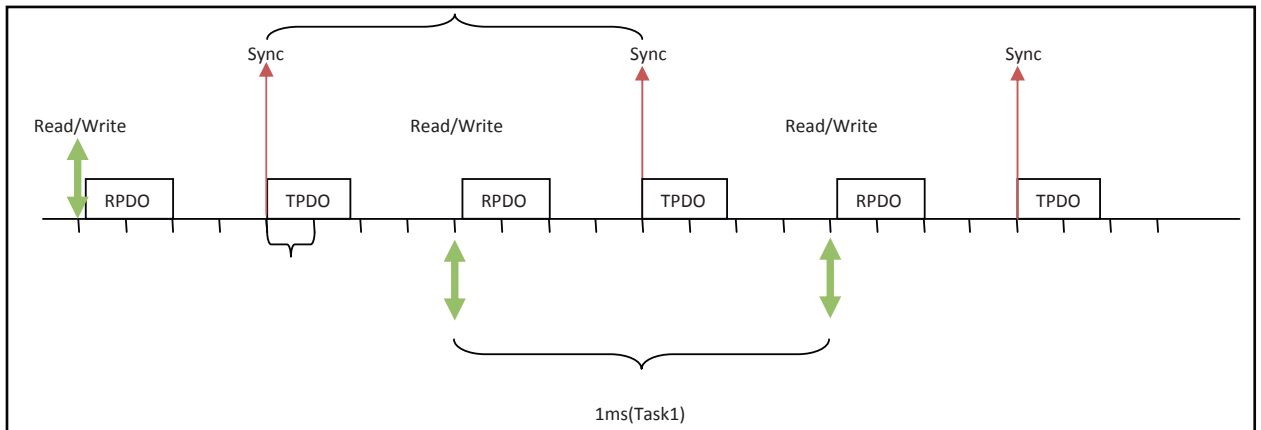 Sync
Sync
Sync
Read/Write
Read/Write
Read/Write
RPDO
TPDO
RPDO
TPDO
RPDO
TPDO
1ms(Task1)